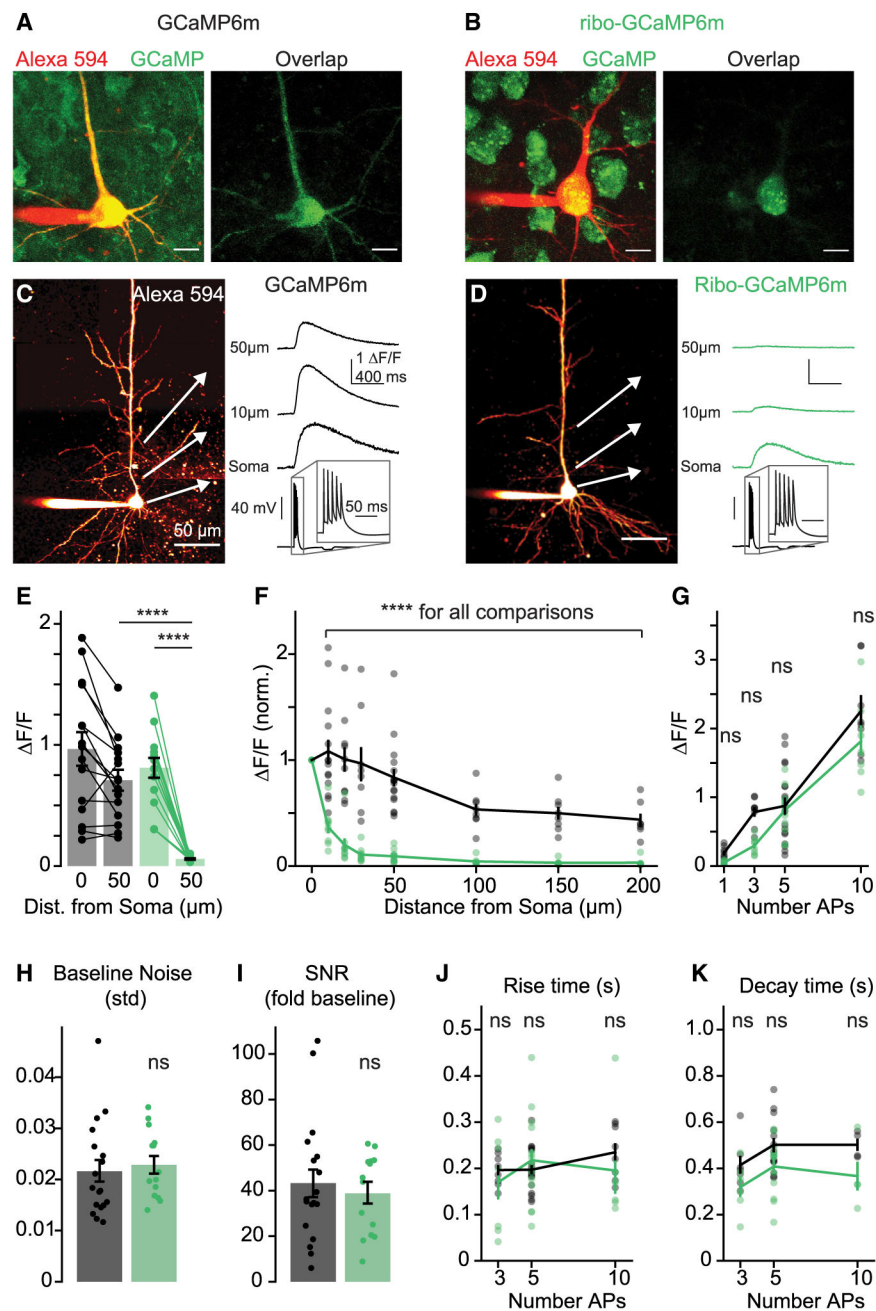 A
GCaMP6m
Alexa 594 GCaMP
Overlap
B
ribo-GCaMP6m
Alexa 594 GCaMP
Overlap
C
Alexa 594
GCaMP6m
50µm
1 ΔF/F
400 ms
10µm
Soma
40 mV
50 ms
50 µm
D
Ribo-GCaMP6m
50µm
10µm
Soma
E
****
****
2
1
0
ΔF/F
0 50 0 50
Dist. from Soma (µm)
F
**** for all comparisons
2
1
0
ΔF/F (norm.)
0 50 100 150 200
Distance from Soma (µm)
G
ns
ns
ns
ns
3
2
1
0
ΔF/F
1 3 5 10
Number APs
H
Baseline Noise
(std)
ns
0.04
0.03
0.02
0.01
0
I
SNR
(fold baseline)
ns
100
80
60
40
20
0
J
Rise time (s)
ns ns ns
0.5
0.4
0.3
0.2
0.1
0
3 5 10
Number APs
K
Decay time (s)
ns ns ns
1.0
0.8
0.6
0.4
0.2
0
3 5 10
Number APs